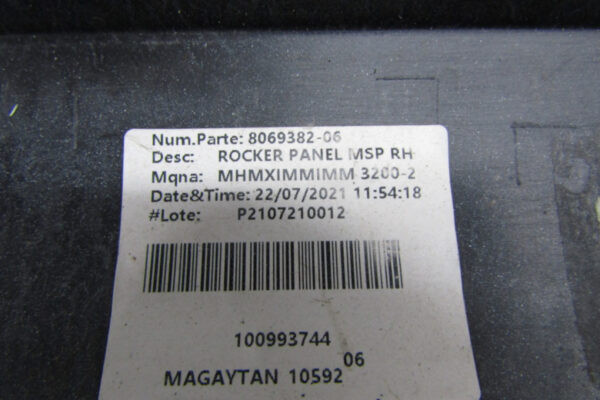 Num.Parte: 8069382-06
Desc: ROCKER PANEL MSP RH
Mqna: MHMXIMMIMM 3200-2
Date&Time: 22/07/2021 11:54:18
#Lote: P2107210012
100993744
06
MAGAYTAN 10592